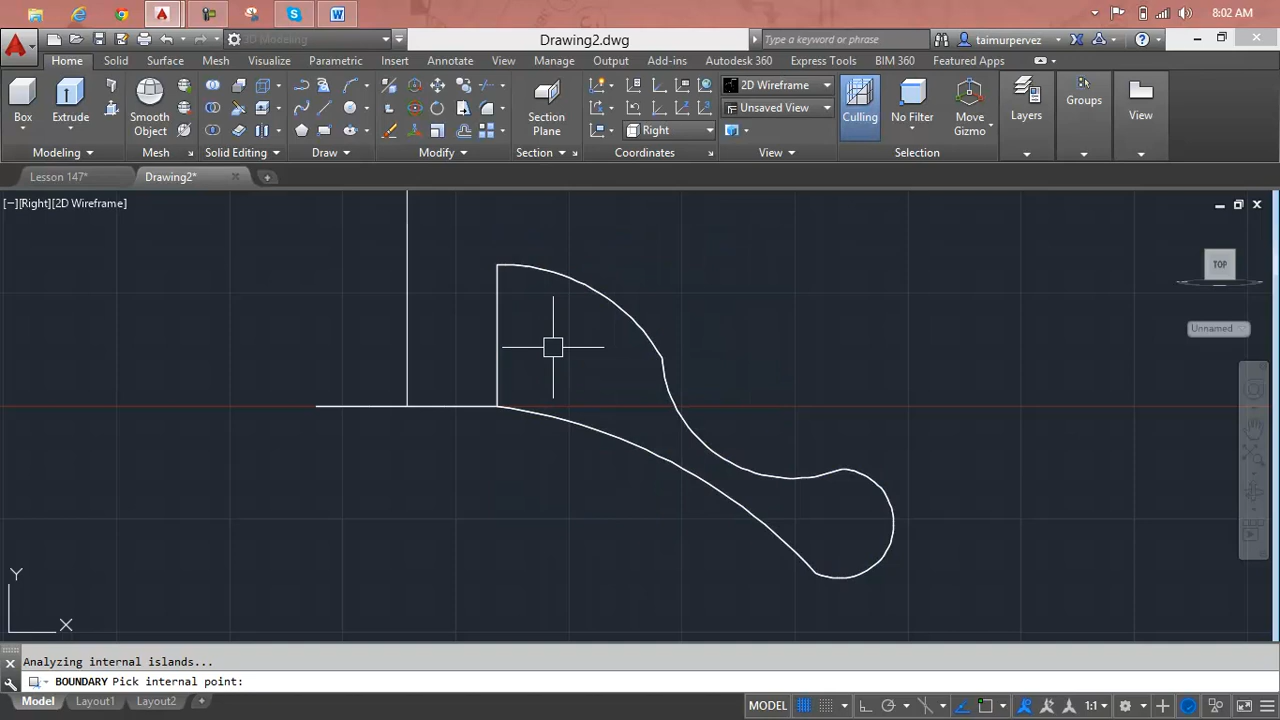 8:02 AM
3D Modeling
Drawing2.dwg
Type a keyword or phrase
taimurpervez
Home Solid Surface Mesh Visualize Parametric Insert Annotate View Manage Output Add-ins Autodesk 360 Express Tools BIM 360 Featured Apps
2D Wireframe
Unsaved View
Right
Box Extrude Smooth Object Section Plane Culling No Filter Move Gizmo Layers Groups View
Modeling Mesh Solid Editing Draw Modify Section Coordinates View Selection
Lesson 147* Drawing2*
[−][Right][2D Wireframe]
TOP
Unnamed
Y
X
Analyzing internal islands...
BOUNDARY Pick internal point:
Model Layout1 Layout2 +
MODEL 1:1